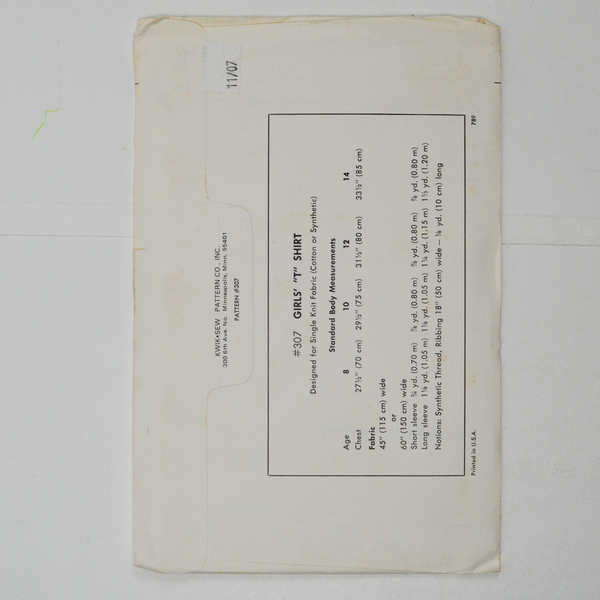 11/07
KWIK•SEW PATTERN CO., INC.
300 6th Ave. No. Minneapolis, Minn. 55401
PATTERN #307
#307 GIRLS' "T" SHIRT
Designed for Single Knit Fabric (Cotton or Synthetic)
Standard Body Measurements
Age 8 10 12 14
Chest 27½" (70 cm) 29½" (75 cm) 31½" (80 cm) 33½" (85 cm)
Fabric
45" (115 cm) wide
or
60" (150 cm) wide
Short sleeve ¾ yd. (0.70 m) ⅞ yd. (0.80 m) ⅞ yd. (0.80 m) ⅞ yd. (0.80 m)
Long sleeve 1⅛ yd. (1.05 m) 1⅛ yd. (1.05 m) 1¼ yd. (1.15 m) 1½ yd. (1.20 m)
Notions: Synthetic Thread, Ribbing 18" (50 cm) wide — ⅛ yd. (10 cm) long
Printed in U.S.A. 789